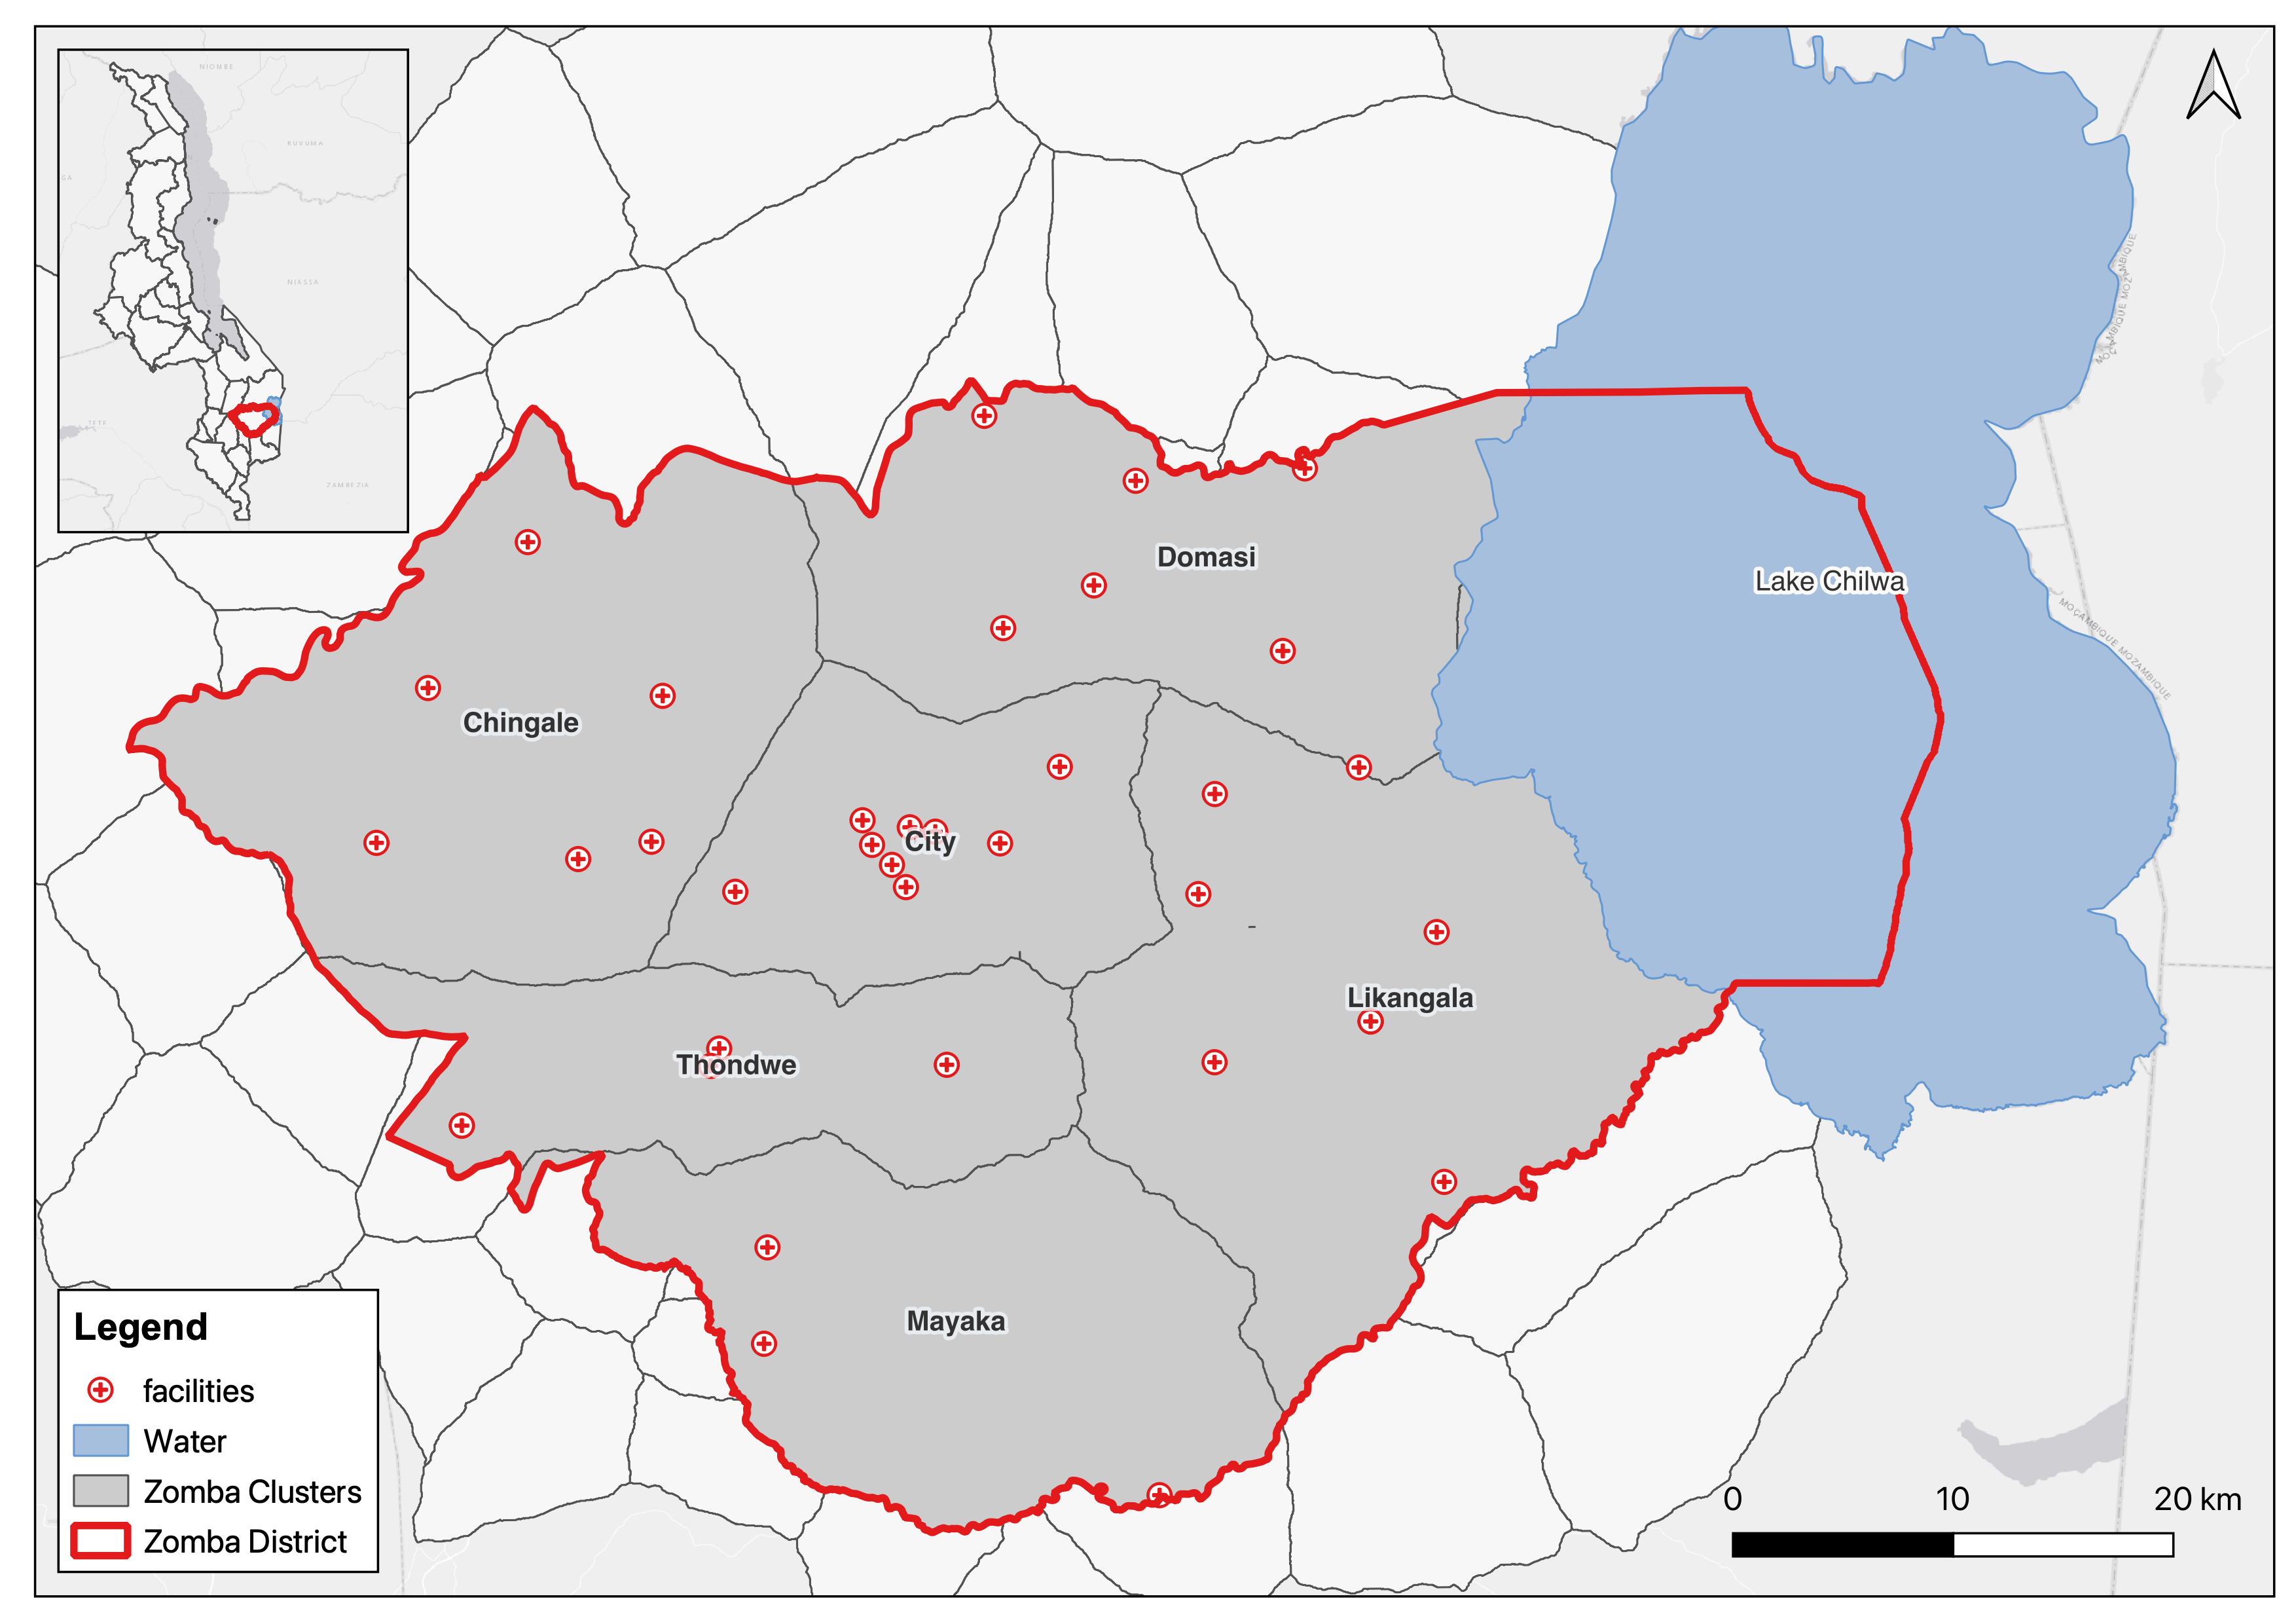 NIOMBE
RUVUMA
GA
NIASSA
TETE
ZAMBEZIA
MOÇAMBIQUE MOZAMBIQUE
Domasi
Lake Chilwa
MOÇAMBIQUE MOZAMBIQUE
Chingale
City
Likangala
Thondwe
Mayaka
Legend
facilities
Water
Zomba Clusters
Zomba District
0 10 20 km